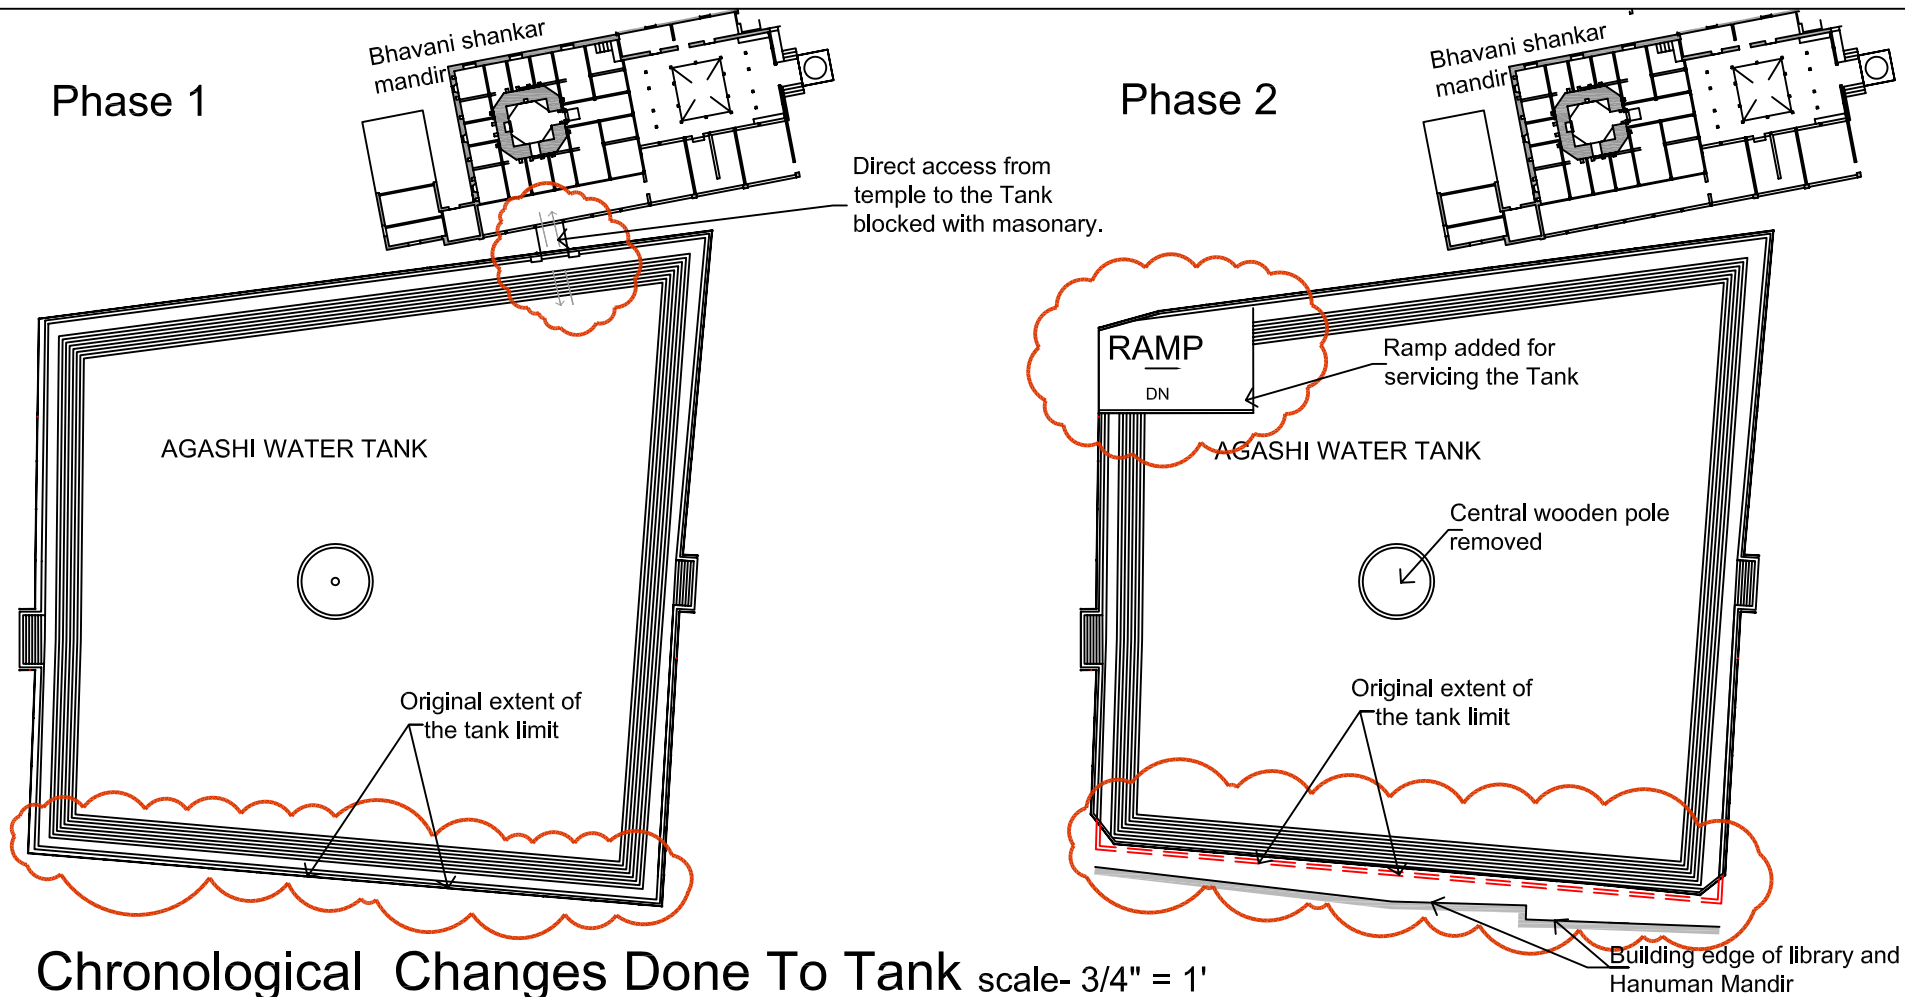 Phase 1
Bhavani shankar
mandir
Direct access from
temple to the Tank
blocked with masonary.
AGASHI WATER TANK
Original extent of
the tank limit
Phase 2
Bhavani shankar
mandir
RAMP
DN
Ramp added for
servicing the Tank
AGASHI WATER TANK
Central wooden pole
removed
Original extent of
the tank limit
Building edge of library and
Hanuman Mandir
Chronological Changes Done To Tank scale- 3/4" = 1'